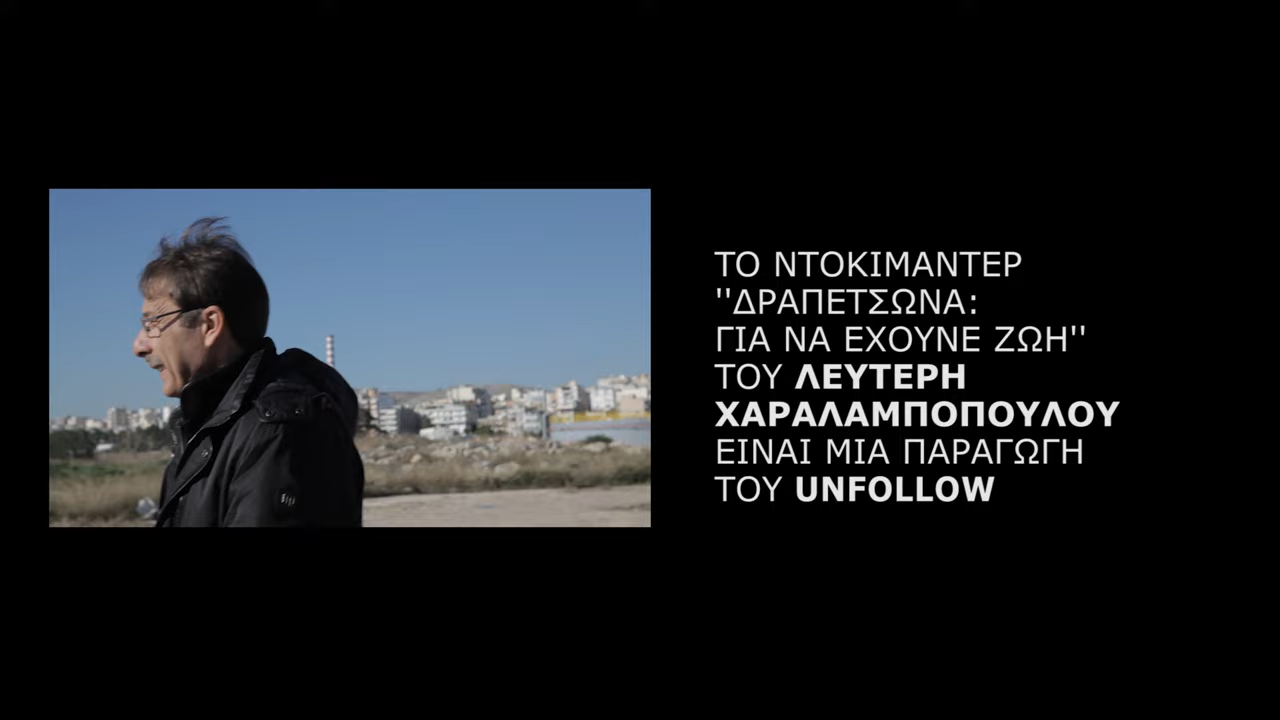 ΤΟ ΝΤΟΚΙΜΑΝΤΕΡ
''ΔΡΑΠΕΤΣΩΝΑ:
ΓΙΑ ΝΑ ΕΧΟΥΝΕ ΖΩΗ''
ΤΟΥ ΛΕΥΤΕΡΗ
ΧΑΡΑΛΑΜΠΟΠΟΥΛΟΥ
ΕΙΝΑΙ ΜΙΑ ΠΑΡΑΓΩΓΗ
ΤΟΥ UNFOLLOW